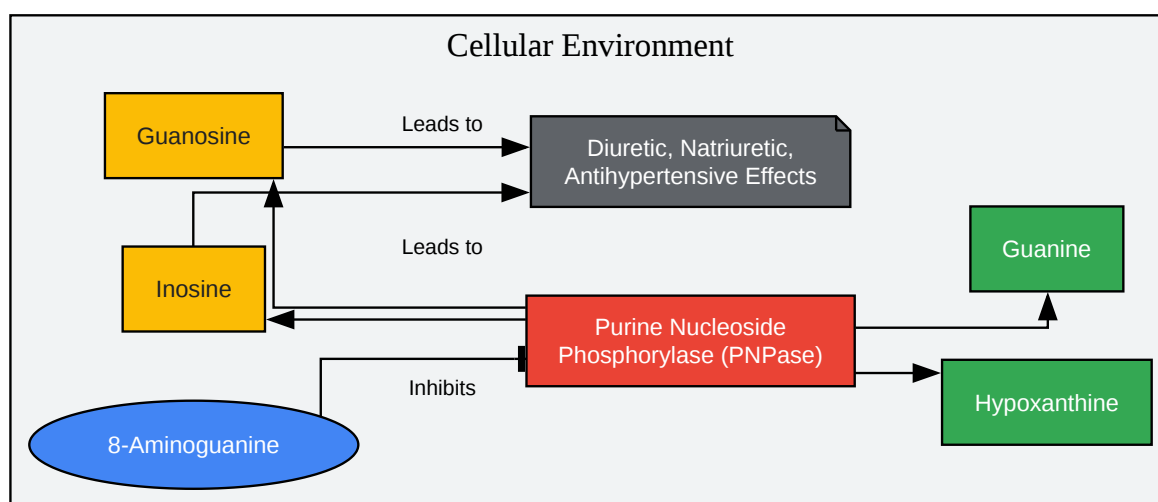 Cellular Environment
Guanosine
Leads to
Diuretic, Natriuretic,
Antihypertensive Effects
Inosine
Leads to
Guanine
Purine Nucleoside
Phosphorylase (PNPase)
Inhibits
Hypoxanthine
8-Aminoguanine